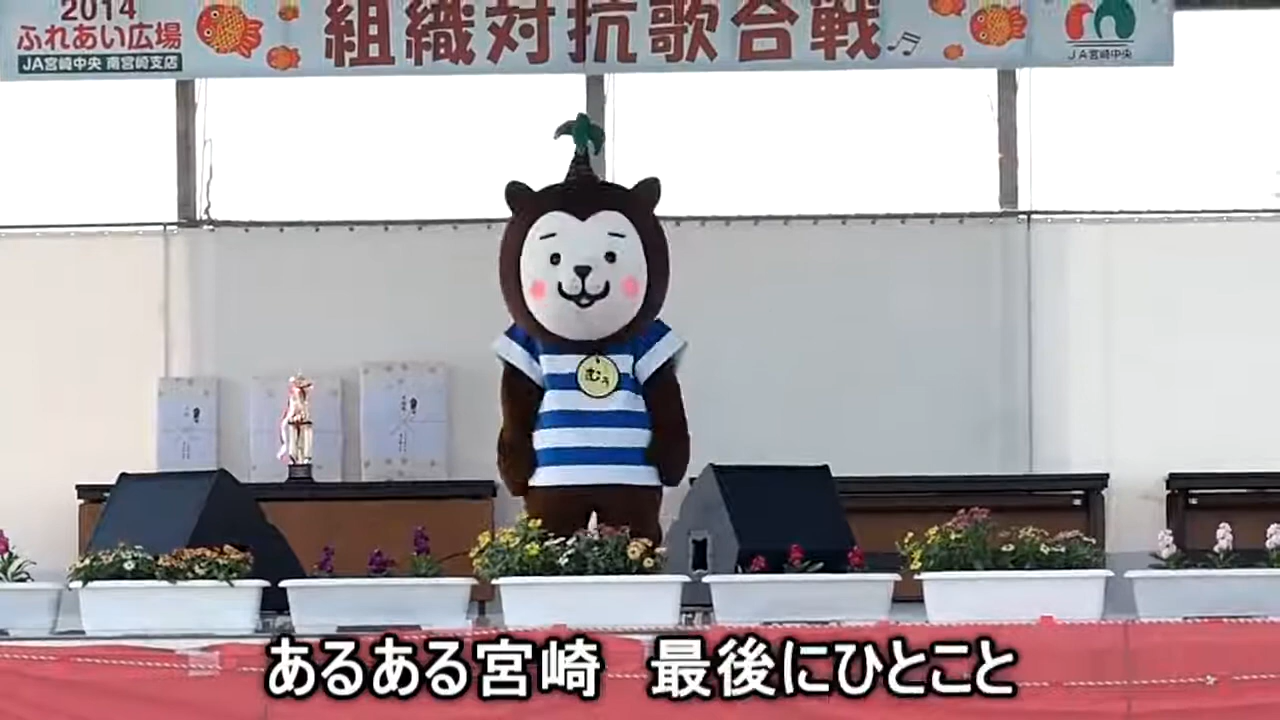 2014
ふれあい広場
JA宮崎中央 南宮崎支店
組織対抗歌合戦
JA宮崎中央
むぅ
あるある宮崎 最後にひとこと